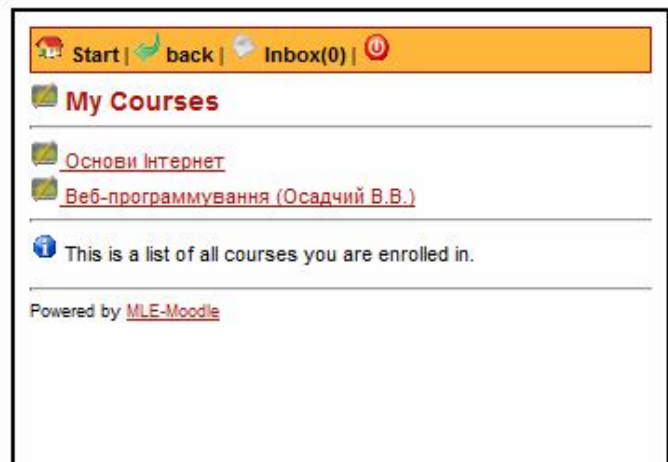 Start | back | Inbox(0) |
My Courses
Основи Інтернет
Веб-программування (Осадчий В.В.)
This is a list of all courses you are enrolled in.
Powered by MLE-Moodle